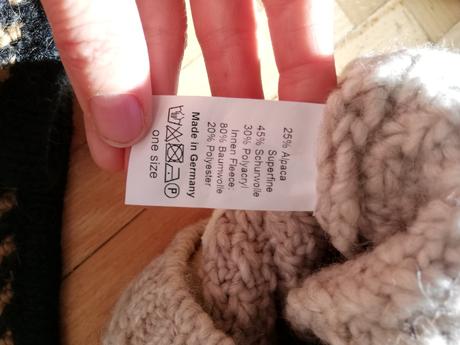 25% Alpaca
Superfine
45% Schurwolle
30% Polyacryl
Innen Fleece:
80% Baumwolle
20% Polyester
Made in Germany
P
one size